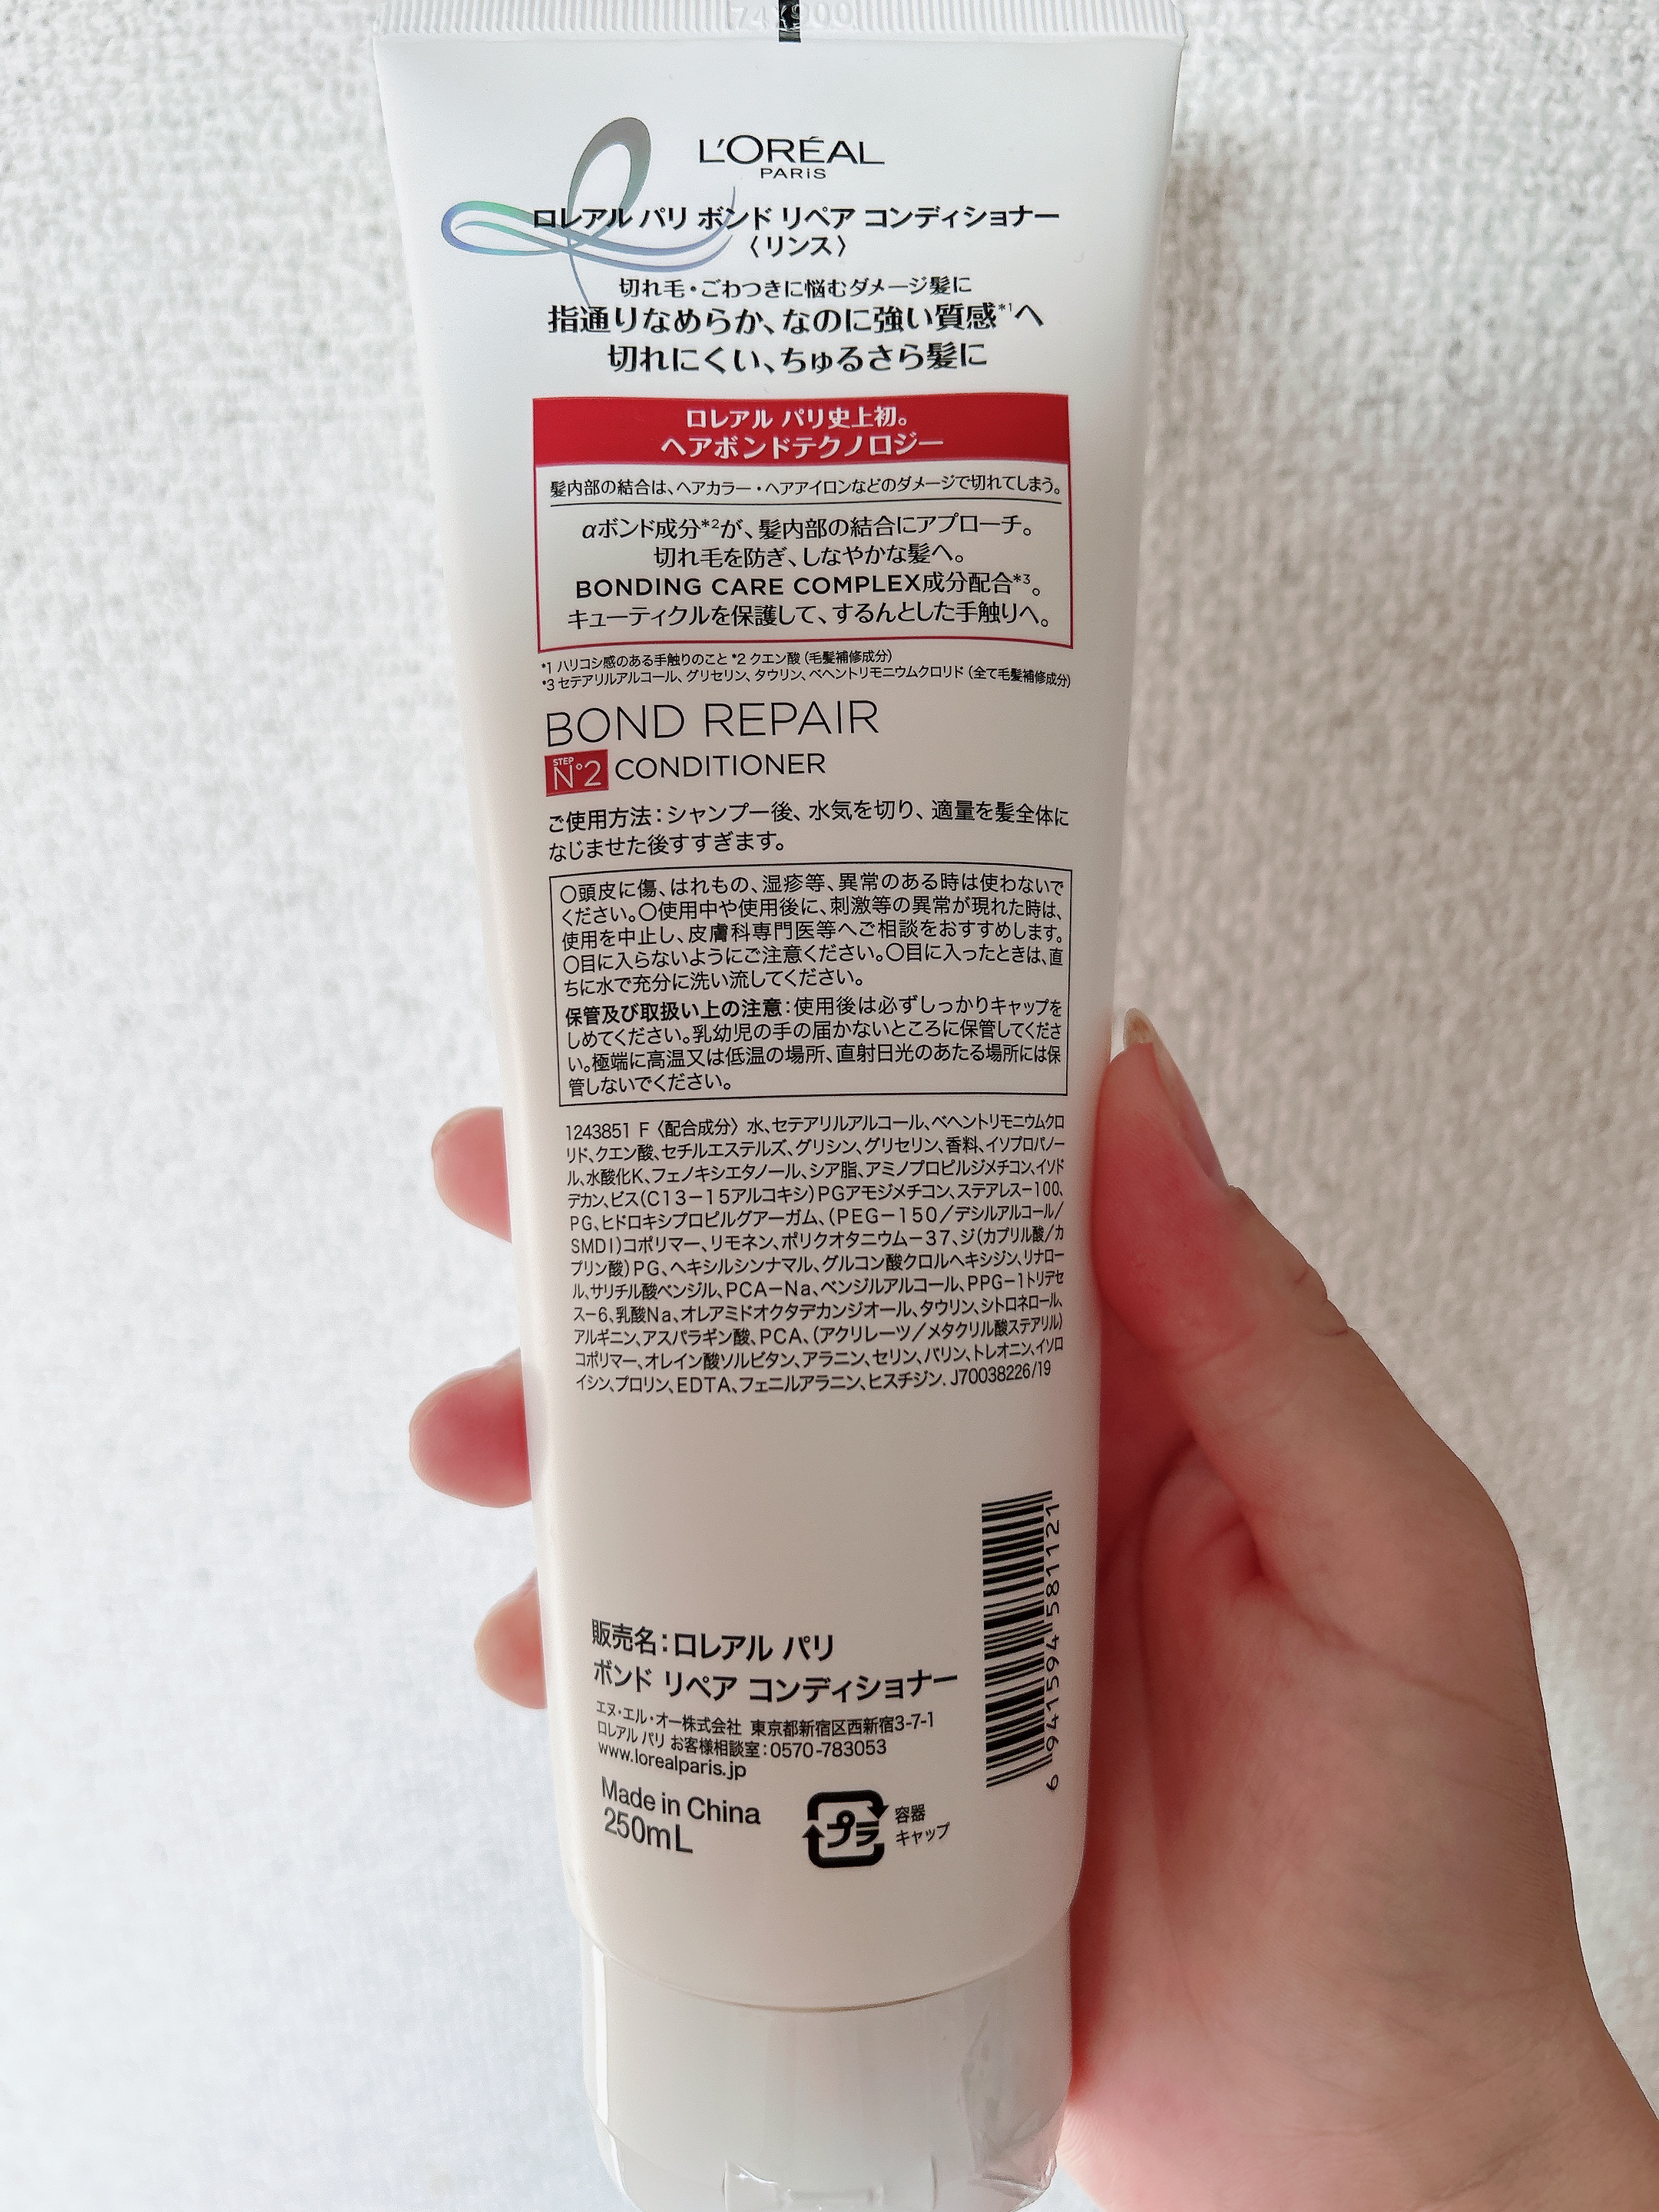 L'ORÉAL
PARIS
ロレアル パリ ボンド リペア コンディショナー
〈リンス〉
切れ毛・ごわつきに悩むダメージ髪に
指通りなめらか、なのに強い質感*1へ
切れにくい、ちゅるさら髪に
ロレアル パリ史上初。
ヘアボンドテクノロジー
髪内部の結合は、ヘアカラー・ヘアアイロンなどのダメージで切れてしまう。
αボンド成分*2が、髪内部の結合にアプローチ。
切れ毛を防ぎ、しなやかな髪へ。
BONDING CARE COMPLEX成分配合*3。
キューティクルを保護して、するんとした手触りへ。
*1 ハリコシ感のある手触りのこと *2 クエン酸（毛髪補修成分）
*3 セテアリルアルコール、グリセリン、タウリン、ベヘントリモニウムクロリド（全て毛髪補修成分）
BOND REPAIR
STEP
N°2 CONDITIONER
ご使用方法：シャンプー後、水気を切り、適量を髪全体に
なじませた後すすぎます。
〇頭皮に傷、はれもの、湿疹等、異常のある時は使わないで
ください。〇使用中や使用後に、刺激等の異常が現れた時は、
使用を中止し、皮膚科専門医等へご相談をおすすめします。
〇目に入らないようにご注意ください。〇目に入ったときは、直
ちに水で充分に洗い流してください。
保管及び取扱い上の注意：使用後は必ずしっかりキャップを
しめてください。乳幼児の手の届かないところに保管してくださ
い。極端に高温又は低温の場所、直射日光のあたる場所には保
管しないでください。
1243851 F〈配合成分〉水、セテアリルアルコール、ベヘントリモニウムクロ
リド、クエン酸、セチルエステルズ、グリシン、グリセリン、香料、イソプロパノー
ル、水酸化K、フェノキシエタノール、シア脂、アミノプロピルジメチコン、イソド
デカン、ビス（C13－15アルコキシ）PGアモジメチコン、ステアレス－100、
PG、ヒドロキシプロピルグアーガム、（PEG－150／デシルアルコール／
SMDI）コポリマー、リモネン、ポリクオタニウム－37、ジ（カプリル酸／カ
プリン酸）PG、ヘキシルシンナマル、グルコン酸クロルヘキシジン、リナロー
ル、サリチル酸ベンジル、PCA－Na、ベンジルアルコール、PPG－1トリデセ
ス－6、乳酸Na、オレアミドオクタデカンジオール、タウリン、シトロネロール、
アルギニン、アスパラギン酸、PCA、（アクリレーツ／メタクリル酸ステアリル）
コポリマー、オレイン酸ソルビタン、アラニン、セリン、バリン、トレオニン、イソロ
イシン、プロリン、EDTA、フェニルアラニン、ヒスチジン. J70038226/19
販売名：ロレアル パリ
ボンド リペア コンディショナー
エヌ・エル・オー株式会社 東京都新宿区西新宿3-7-1
ロレアル パリ お客様相談室：0570-783053
www.lorealparis.jp
Made in China
250mL
プラ
容器
キャップ
6 941594 581121